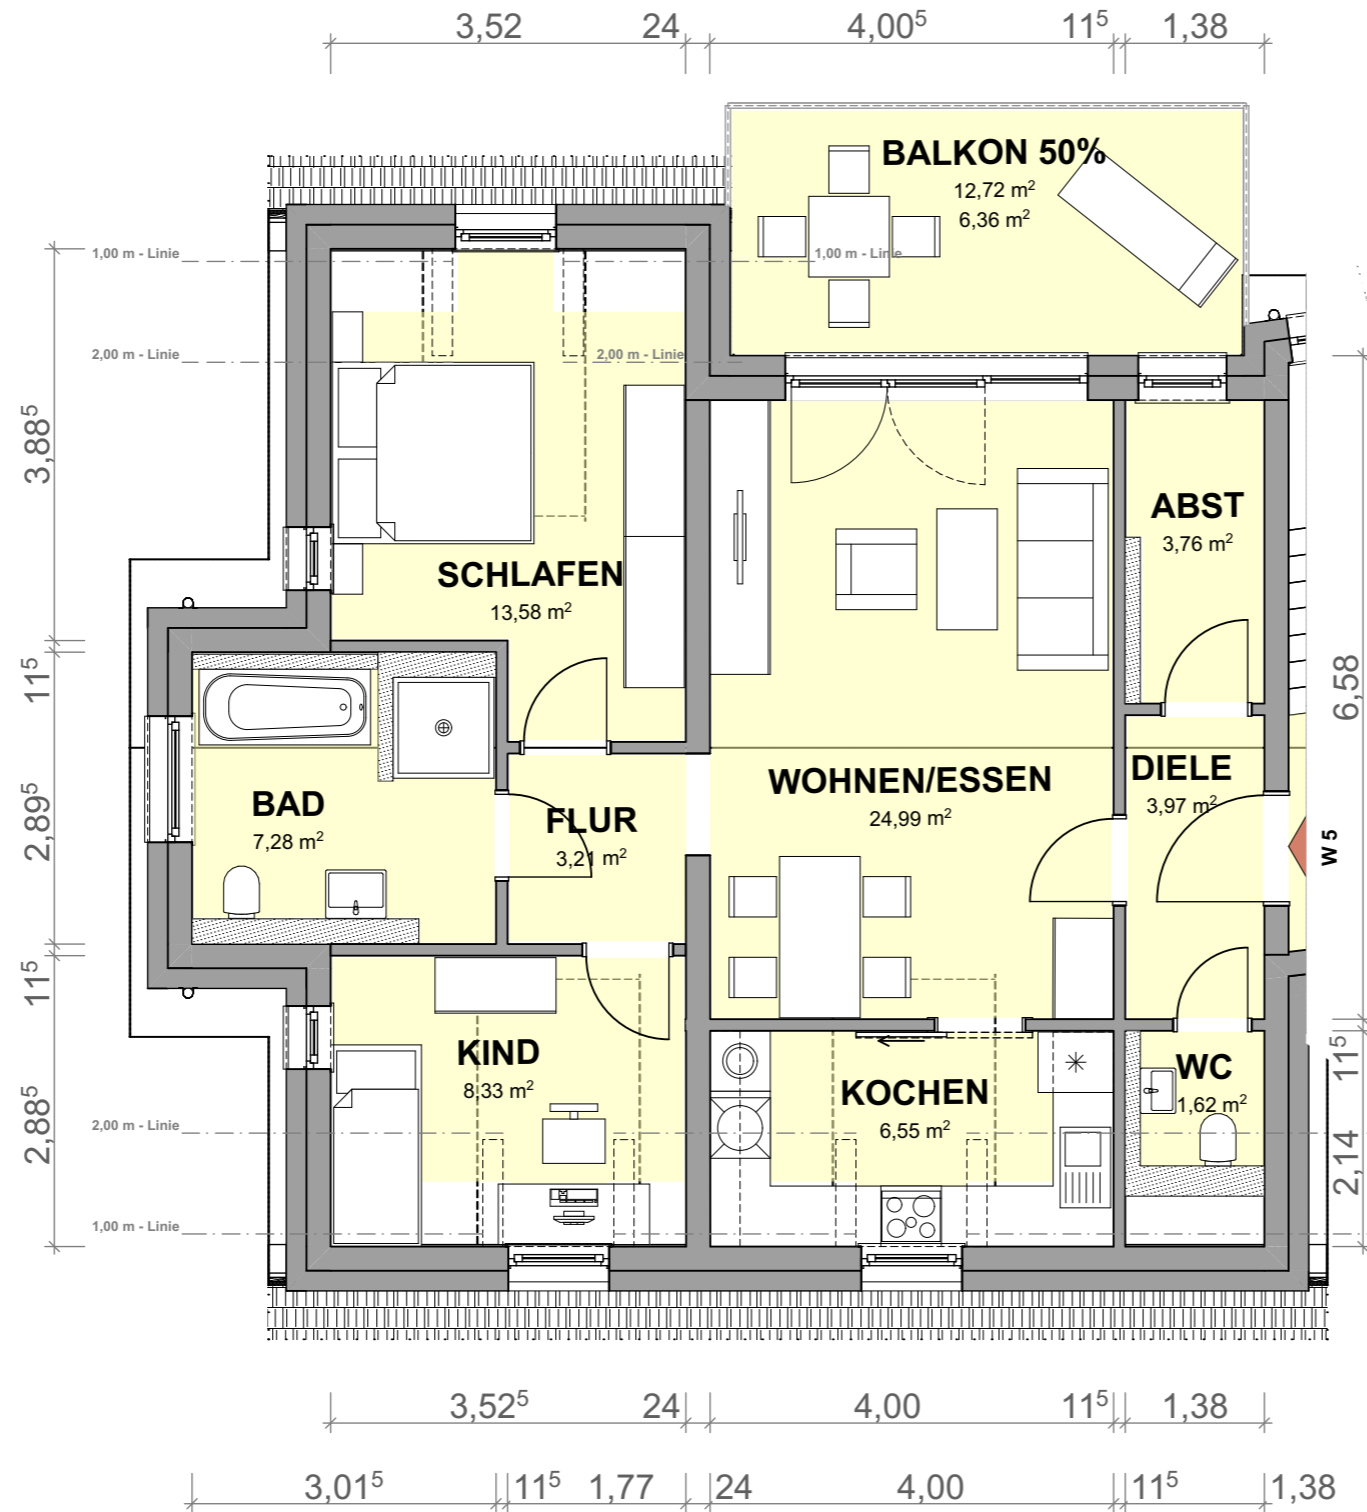 3,52 24 4,00⁵ 11⁵ 1,38
BALKON 50%
12,72 m²
6,36 m²
1,00 m - Linie 1,00 m - Linie
2,00 m - Linie 2,00 m - Linie
3,88⁵
11⁵
2,89⁵
11⁵
2,88⁵
SCHLAFEN
13,58 m²
ABST
3,76 m²
6,58
BAD
7,28 m²
FLUR
3,21 m²
WOHNEN/ESSEN
24,99 m²
DIELE
3,97 m²
W 5
KIND
8,33 m²
KOCHEN
6,55 m²
WC
1,62 m²
11⁵
2,14
2,00 m - Linie
1,00 m - Linie
3,52⁵ 24 4,00 11⁵ 1,38
3,01⁵ 11⁵ 1,77 24 4,00 11⁵ 1,38